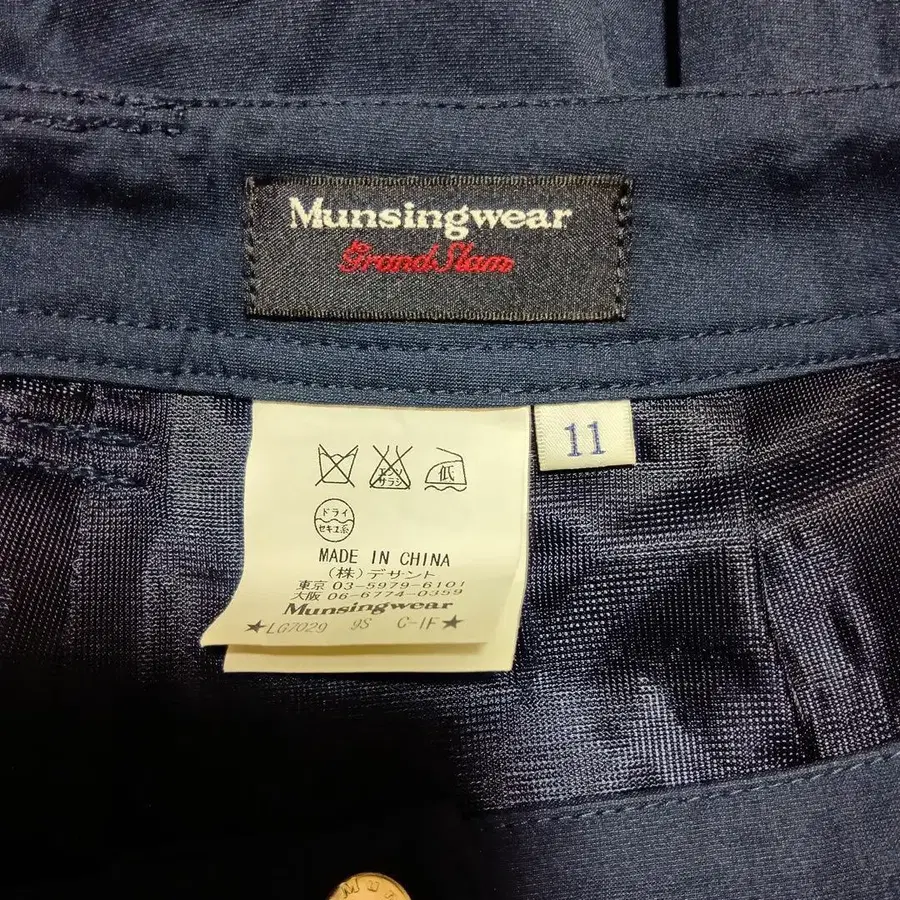 Munsingwear
Grand Slam
11
エンソ
サラシ
低
ドライ
セキユ系
MADE IN CHINA
(株)デサント
東京 03-5979-6101
大阪 06-6774-0359
Munsingwear
★LG7029 9S C-IF★
Mu